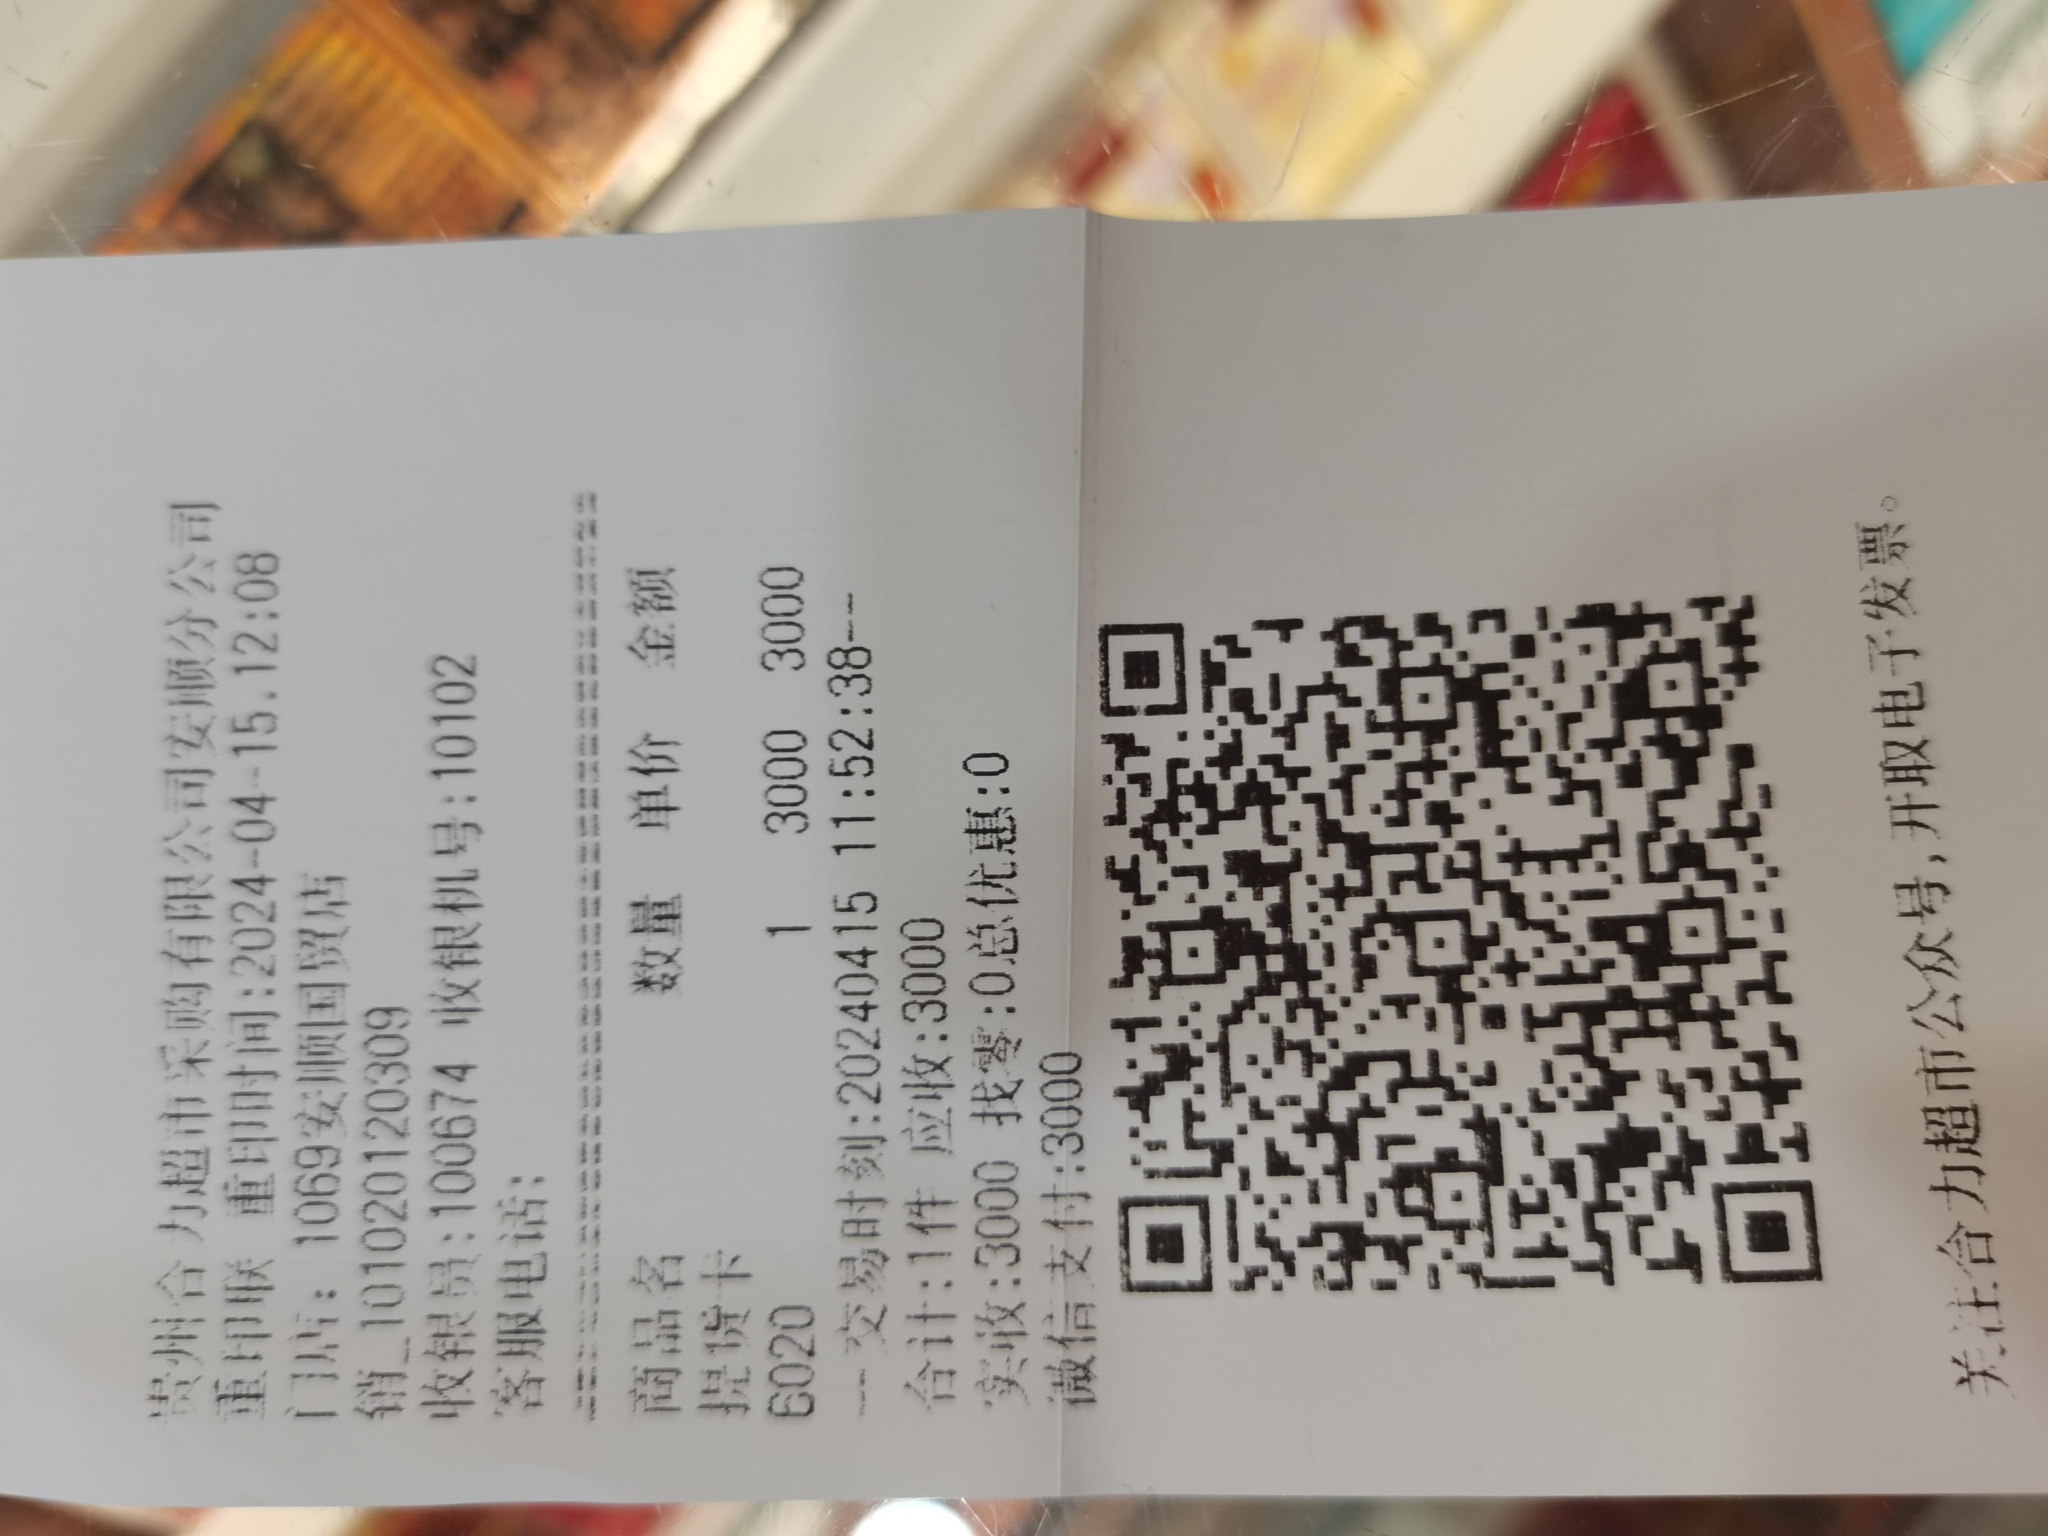 贵州合力超市采购有限公司安顺分公司
重印联 重印时间:2024-04-15.12:08
门店: 1069安顺国贸店
销_1010201120309
收银员:100674 收银机号:10102
客服电话:
商品名 数量 单价 金额
提货卡
6020 1 3000 3000
---交易时刻:20240415 11:52:38---
合计:1件 应收:3000
实收:3000 找零:0总优惠:0
微信支付:3000
关注合力超市公众号,开取电子发票。